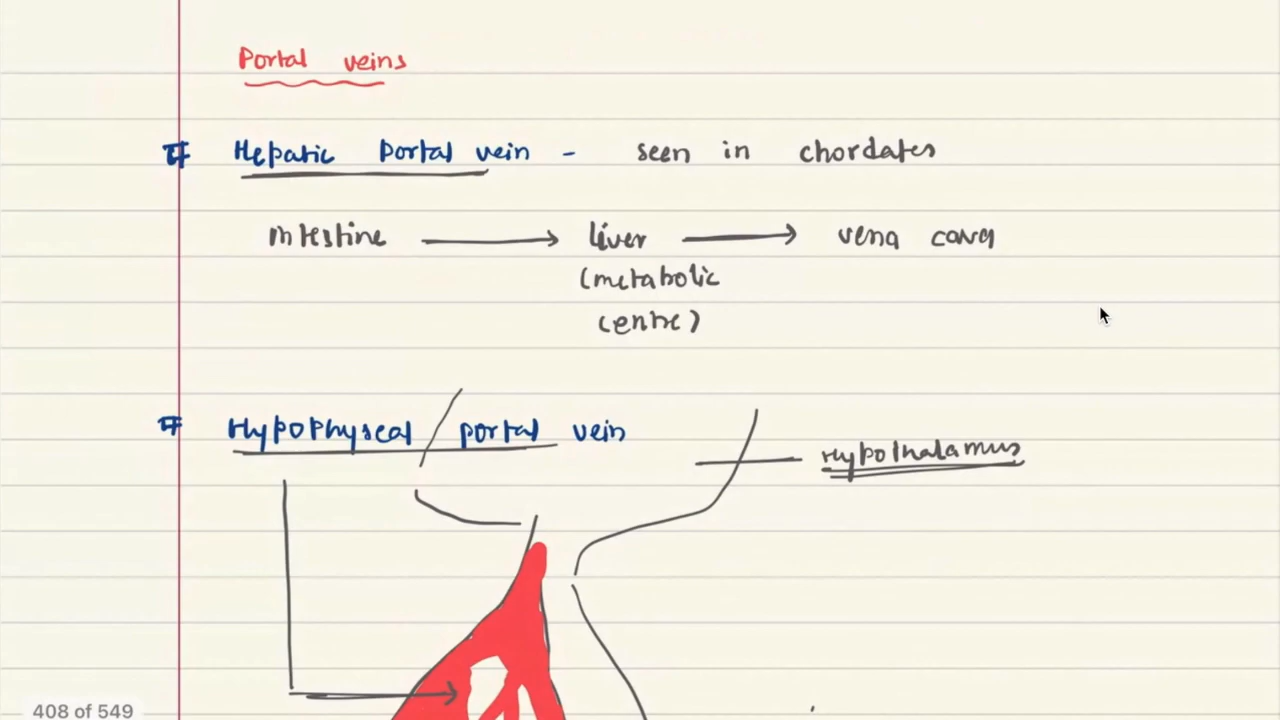 Portal veins
# Hepatic Portal vein - seen in chordates
Intestine → liver → vena cava
(metabolic
centre)
# Hypophyseal portal vein
Hypothalamus
408 of 549